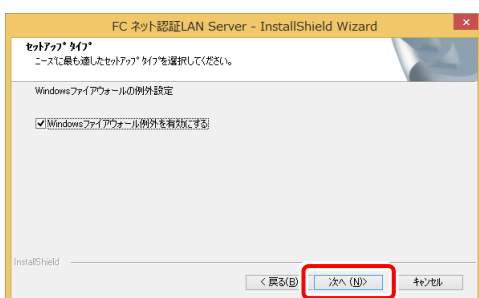 FC ネット認証LAN Server - InstallShield Wizard
セットアップ タイプ
ニーズに最も適したセットアップ タイプを選択してください。
Windowsファイアウォールの例外設定
Windowsファイアウォール例外を有効にする
InstallShield
< 戻る(B) 次へ (N)> キャンセル